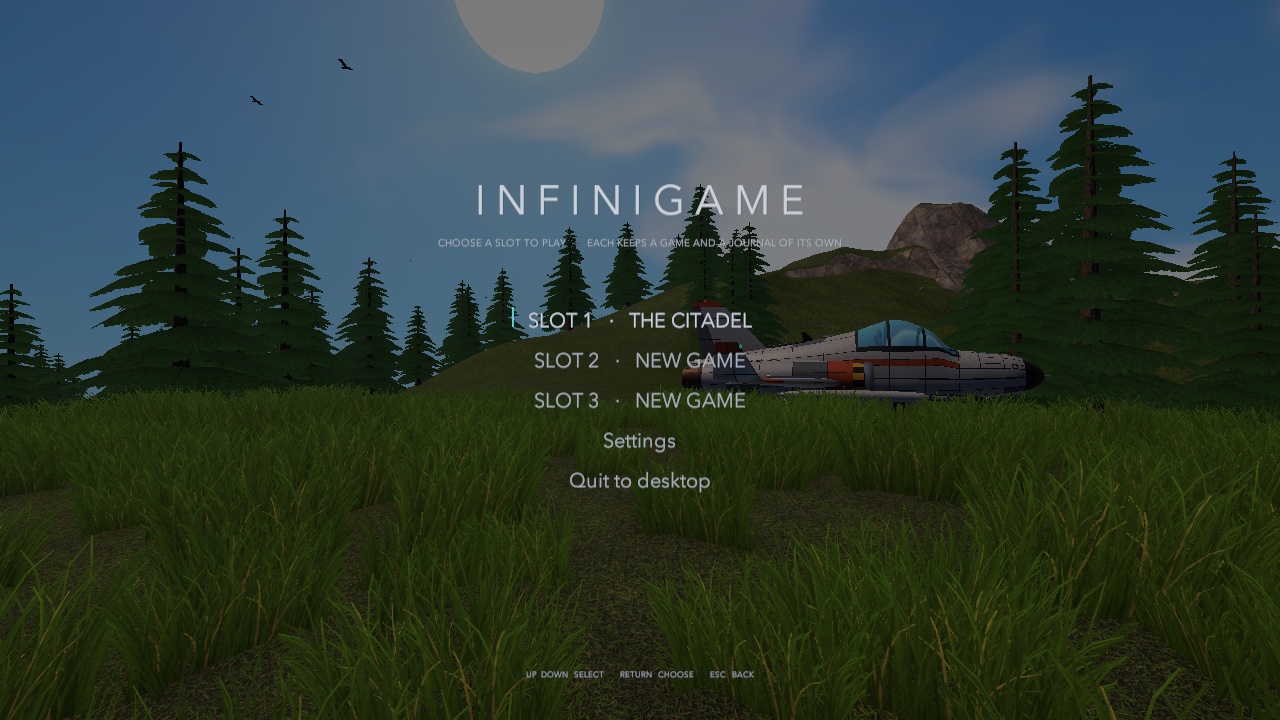 INFINIGAME
CHOOSE A SLOT TO PLAY · EACH KEEPS A GAME AND A JOURNAL OF ITS OWN
SLOT 1 · THE CITADEL
SLOT 2 · NEW GAME
SLOT 3 · NEW GAME
Settings
Quit to desktop
UP DOWN SELECT RETURN CHOOSE ESC BACK